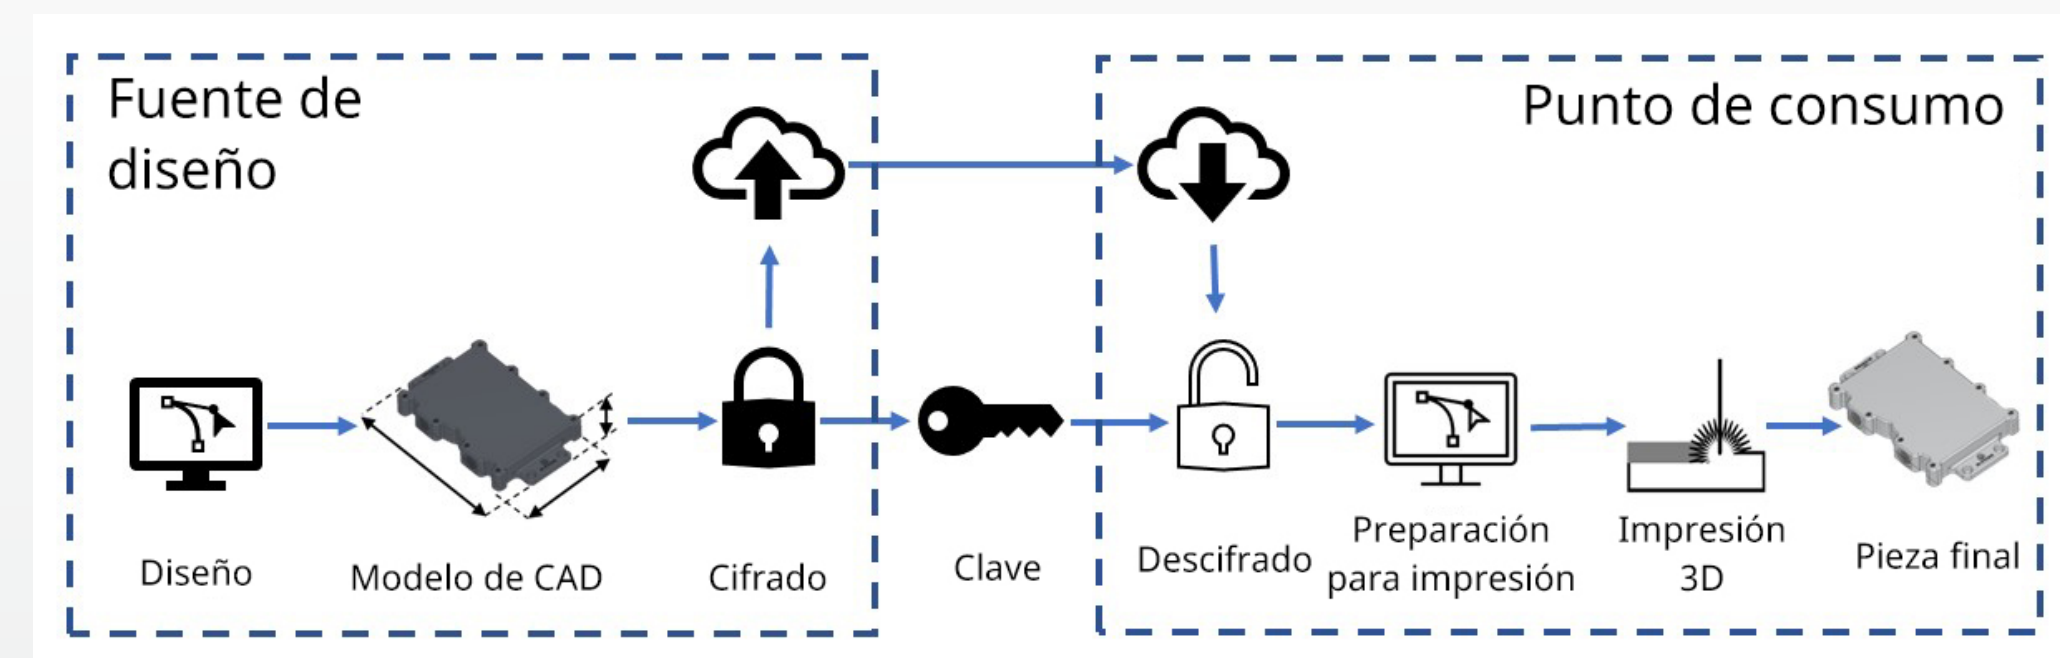 Fuente de
diseño
Punto de consumo
Diseño
Modelo de CAD
Cifrado
Clave
Descifrado
Preparación
para impresión
Impresión
3D
Pieza final